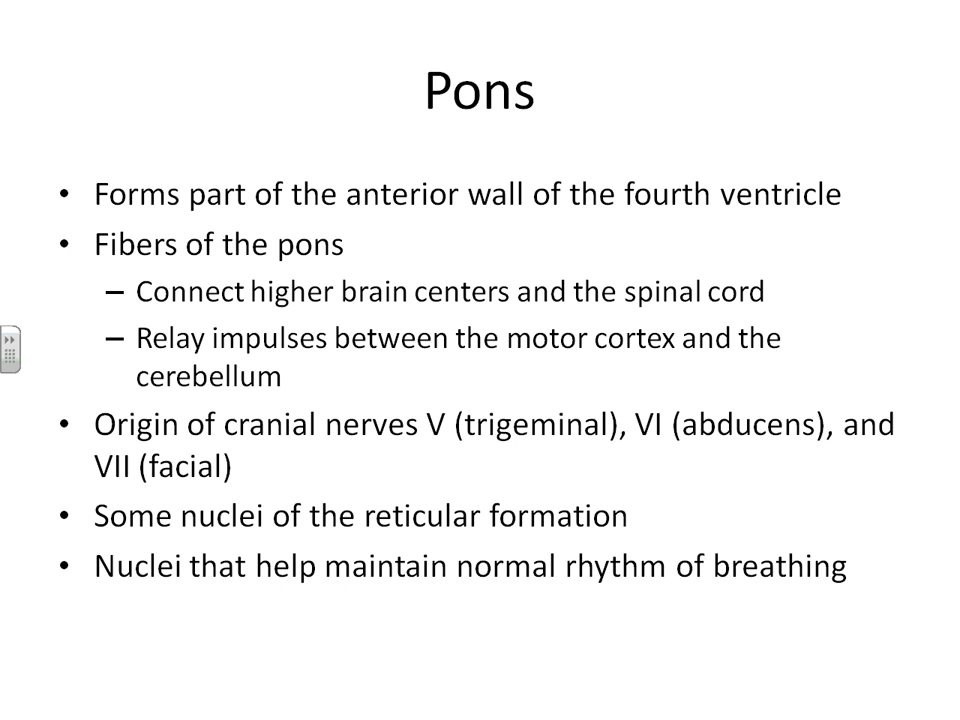 Pons
• Forms part of the anterior wall of the fourth ventricle
• Fibers of the pons
– Connect higher brain centers and the spinal cord
– Relay impulses between the motor cortex and the
cerebellum
• Origin of cranial nerves V (trigeminal), VI (abducens), and
VII (facial)
• Some nuclei of the reticular formation
• Nuclei that help maintain normal rhythm of breathing